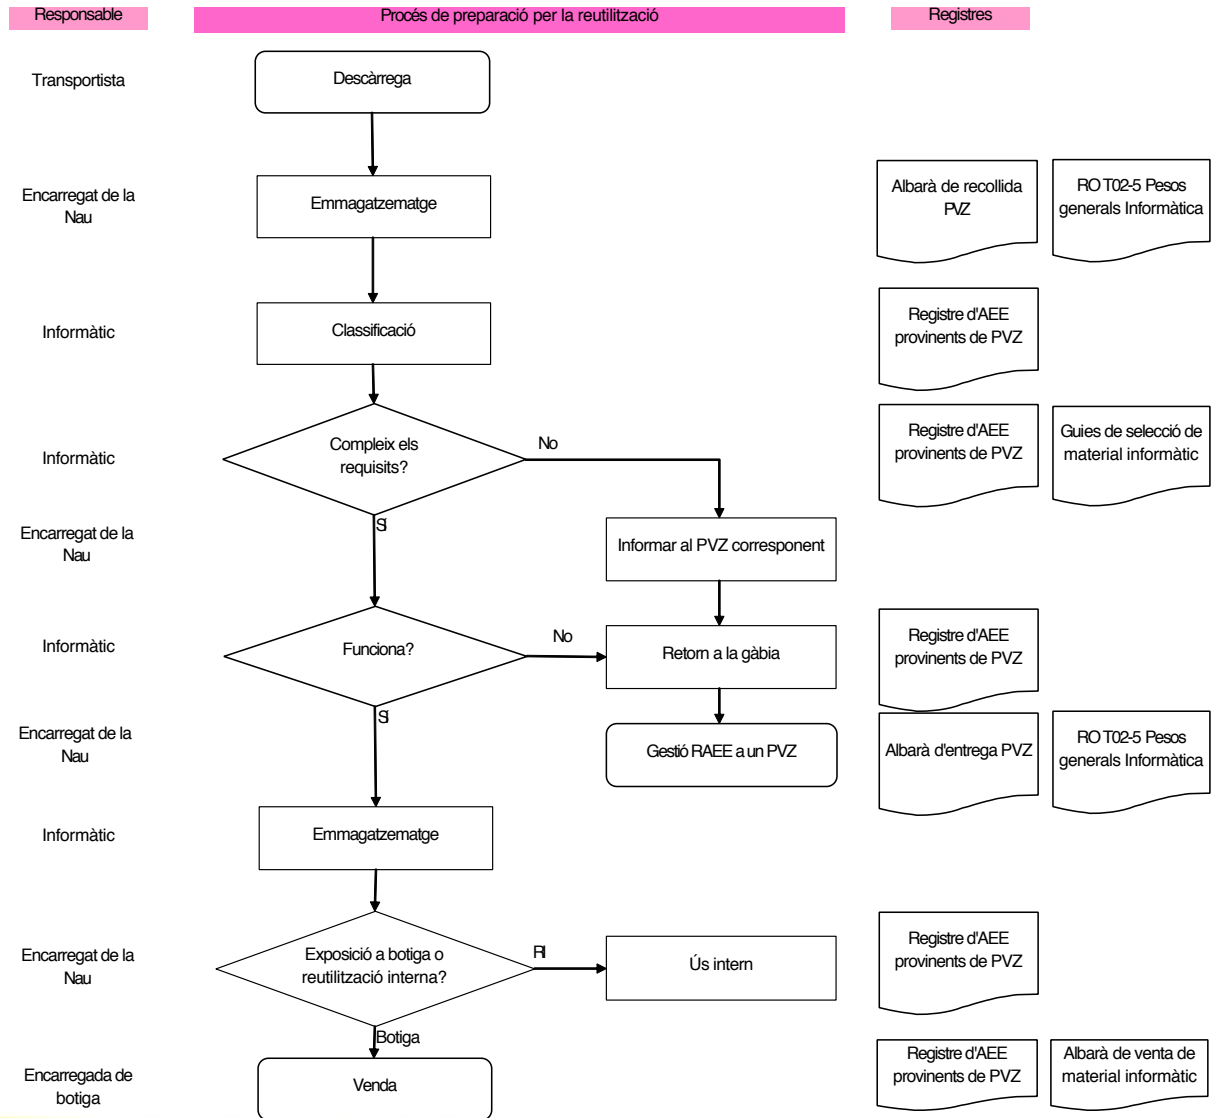 Responsable
Procés de preparació per la reutilització
Registres
Transportista
Descàrrega
Encarregat de la
Nau
Emmagatzematge
Albarà de recollida
PVZ
RO T02-5 Pesos
generals Informàtica
Informàtic
Classificació
Registre d'AEE
provinents de PVZ
Informàtic
Compleix els
requisits?
No
Registre d'AEE
provinents de PVZ
Guies de selecció de
material informàtic
Sí
Encarregat de la
Nau
Informar al PVZ corresponent
Informàtic
Funciona?
No
Retorn a la gàbia
Registre d'AEE
provinents de PVZ
Sí
Encarregat de la
Nau
Gestió RAEE a un PVZ
Albarà d'entrega PVZ
RO T02-5 Pesos
generals Informàtica
Informàtic
Emmagatzematge
Encarregat de la
Nau
Exposició a botiga o
reutilització interna?
RI
Ús intern
Registre d'AEE
provinents de PVZ
Botiga
Encarregada de
botiga
Venda
Registre d'AEE
provinents de PVZ
Albarà de venta de
material informàtic